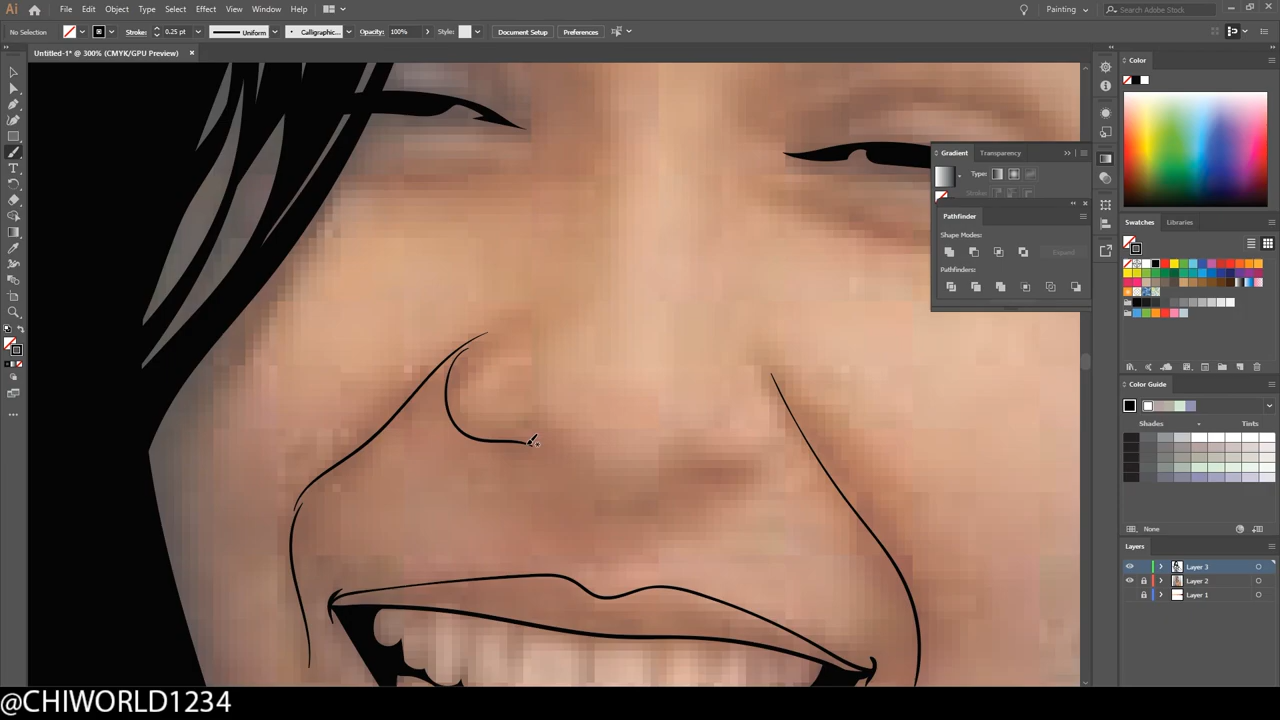 Ai File Edit Object Type Select Effect View Window Help Painting Search Adobe Stock
No Selection Stroke: 0.25 pt Uniform Calligraphic... Opacity: 100% Style: Document Setup Preferences
Untitled-1* @ 300% (CMYK/GPU Preview)
Color
Gradient Transparency
Type:
Stroke:
Pathfinder
Shape Modes:
Expand
Pathfinders:
Swatches Libraries
Color Guide
Shades Tints
None
Layers
Layer 3
Layer 2
Layer 1
@CHIWORLD1234